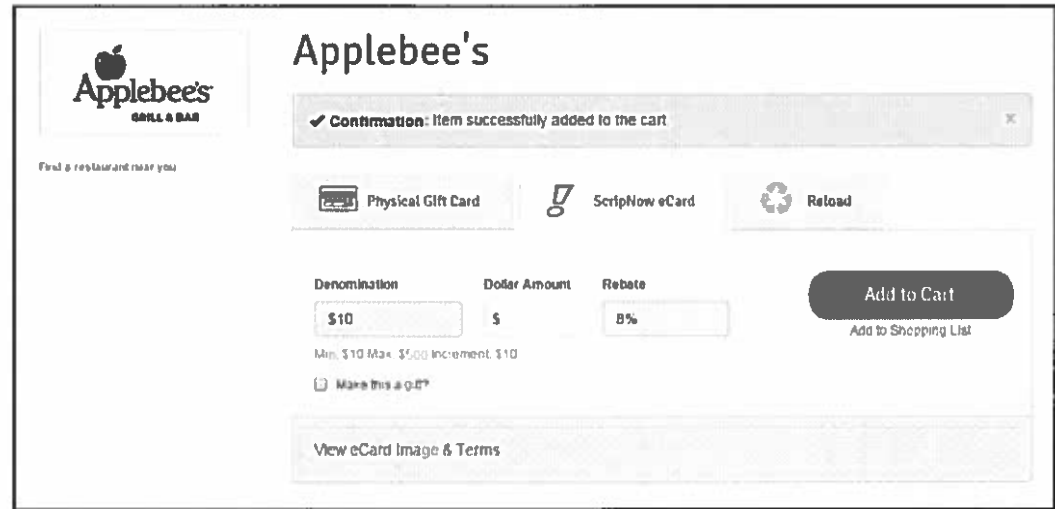 Applebee's
GRILL & BAR
Find a restaurant near you
Applebee's
✔ Confirmation: Item successfully added to the cart
x
Physical Gift Card
ScripNow eCard
Reload
Denomination Dollar Amount Rebate
$10 $ 8%
Add to Cart
Add to Shopping List
Min. $10 Max. $500 Increment. $10
Make this a gift?
View eCard Image & Terms